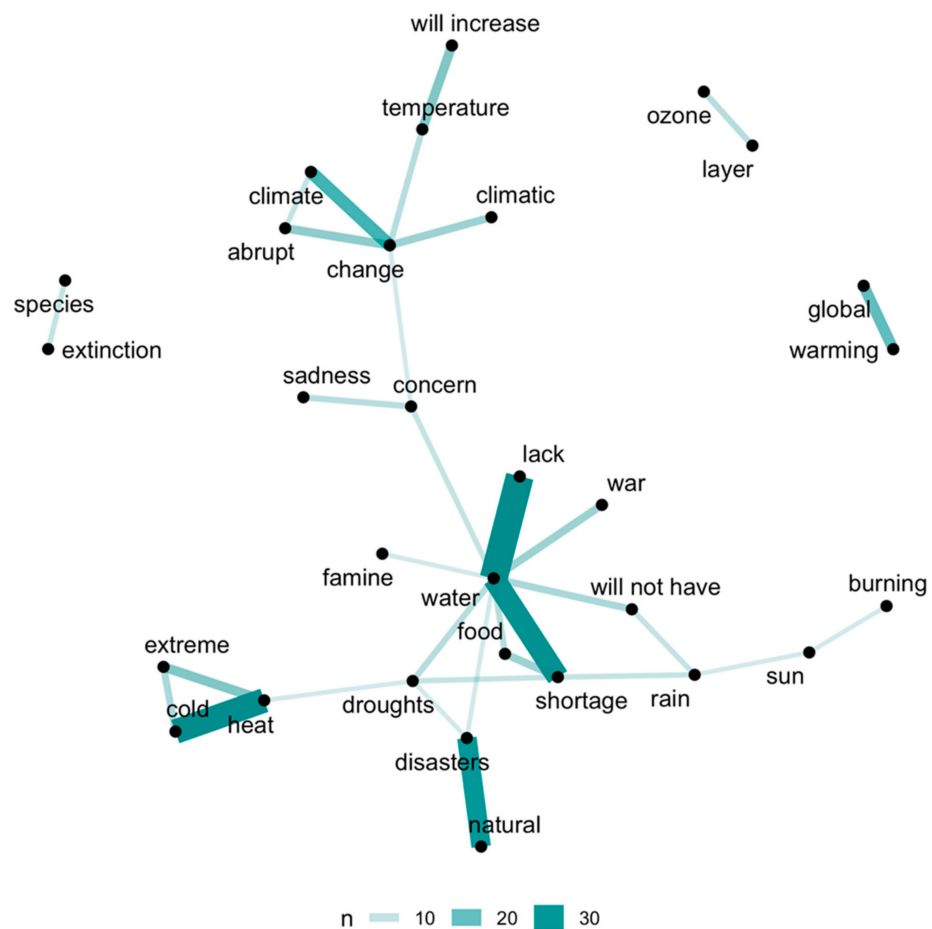 will increase
temperature
ozone
layer
climate
climatic
abrupt
change
species
extinction
global
warming
sadness
concern
lack
war
famine
water
will not have
burning
food
extreme
cold
heat
droughts
shortage
rain
sun
disasters
natural
n 10 20 30